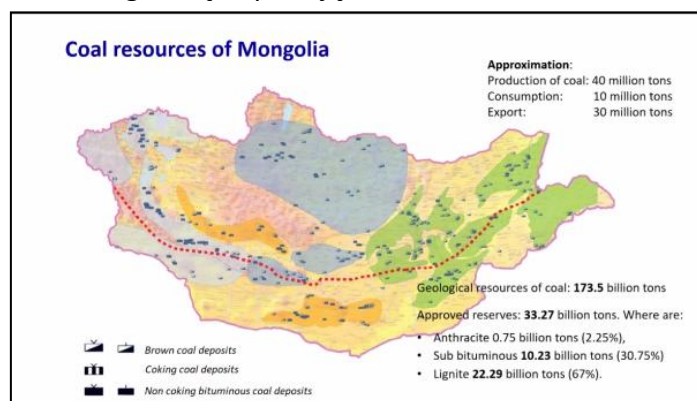 Coal resources of Mongolia
Approximation:
Production of coal: 40 million tons
Consumption: 10 million tons
Export: 30 million tons
Geological resources of coal: 173.5 billion tons
Approved reserves: 33.27 billion tons. Where are:
• Anthracite 0.75 billion tons (2.25%),
• Sub bituminous 10.23 billion tons (30.75%)
• Lignite 22.29 billion tons (67%).
Brown coal deposits
Coking coal deposits
Non coking bituminous coal deposits